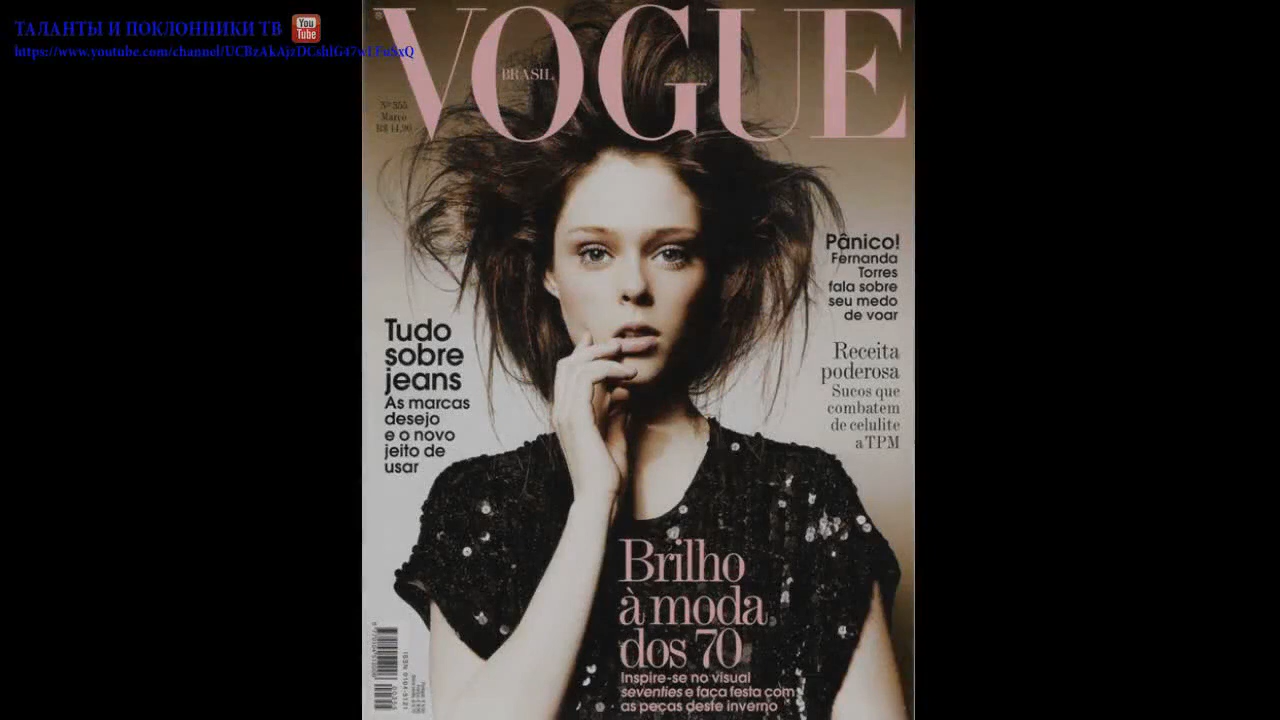 ТАЛАНТЫ И ПОКЛОННИКИ ТВ
You
Tube
VOGUE
BRASIL
Nº 355
Março
R$ 14,90
Pânico!
Fernanda
Torres
fala sobre
seu medo
de voar
Receita
poderosa
Sucos que
combatem
de celulite
a TPM
Tudo
sobre
jeans
As marcas
desejo
e o novo
jeito de
usar
Brilho
à moda
dos 70
Inspire-se no visual
seventies e faça festa com
as peças deste inverno